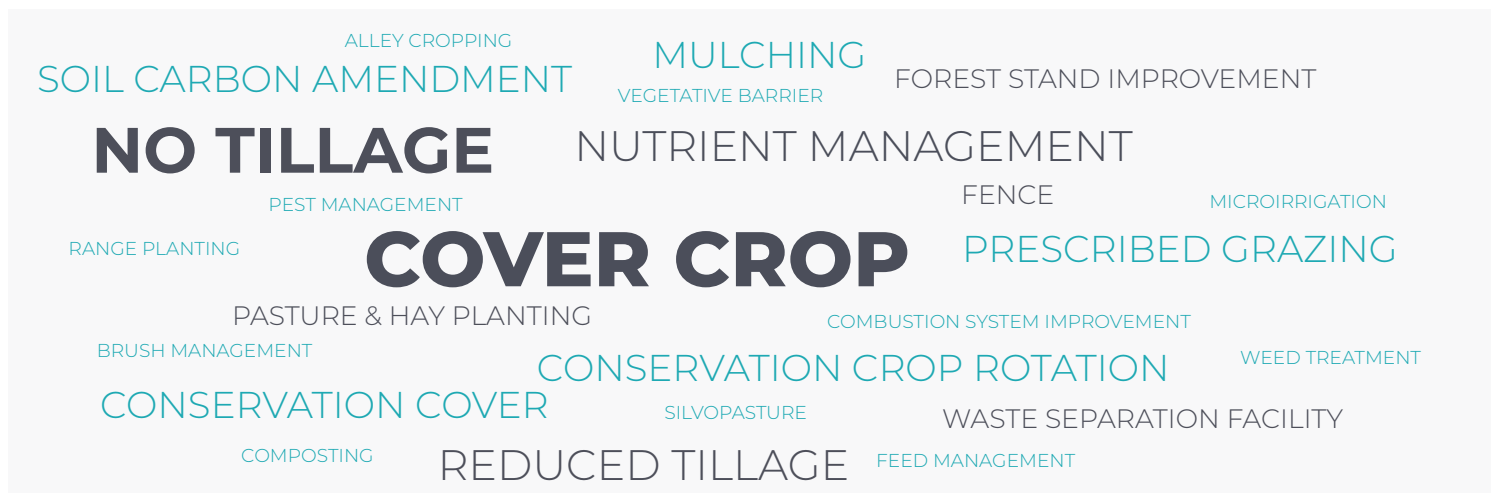 ALLEY CROPPING
MULCHING
SOIL CARBON AMENDMENT
FOREST STAND IMPROVEMENT
VEGETATIVE BARRIER
NO TILLAGE
NUTRIENT MANAGEMENT
FENCE
PEST MANAGEMENT
MICROIRRIGATION
RANGE PLANTING
COVER CROP
PRESCRIBED GRAZING
PASTURE & HAY PLANTING
COMBUSTION SYSTEM IMPROVEMENT
BRUSH MANAGEMENT
CONSERVATION CROP ROTATION
WEED TREATMENT
CONSERVATION COVER
SILVOPASTURE
WASTE SEPARATION FACILITY
COMPOSTING
REDUCED TILLAGE
FEED MANAGEMENT